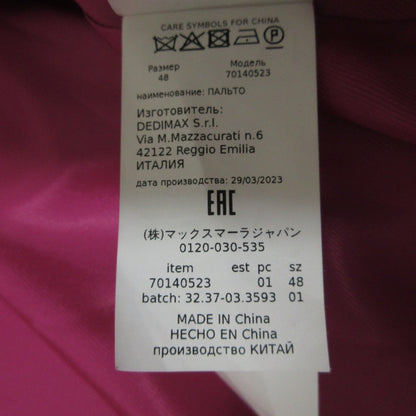 CARE SYMBOLS FOR CHINA
P
Размер Модель
48 70140523
наименование: ПАЛЬТО
Изготовитель:
DEDIMAX S.r.l.
Via M.Mazzacurati n.6
42122 Reggio Emilia
ИТАЛИЯ
дата производства: 29/03/2023
EAC
(株)マックスマーラジャパン
0120-030-535
item est pc sz
70140523 01 48
batch: 32.37-03.3593 01
MADE IN China
HECHO EN China
производство КИТАЙ